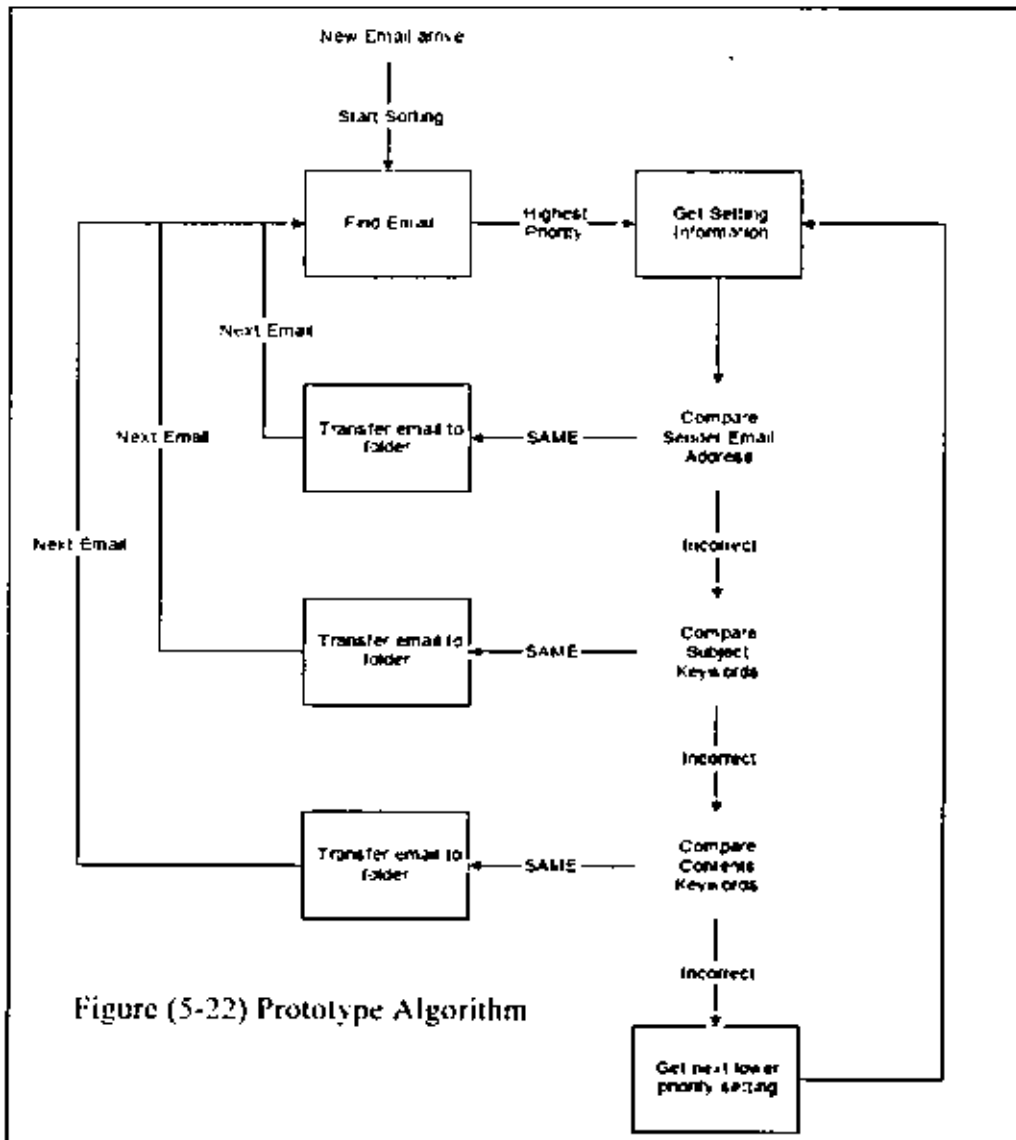 New Email arrive
Start Sorting
Find Email
Highest
Priority
Get Setting
Information
Next Email
Transfer email to
folder
SAME
Compare
Sender Email
Address
Next Email
Incorrect
Next Email
Transfer email to
folder
SAME
Compare
Subject
Keywords
Incorrect
Transfer email to
folder
SAME
Compare
Contents
Keywords
Incorrect
Figure (5-22) Prototype Algorithm
Get next lower
priority setting